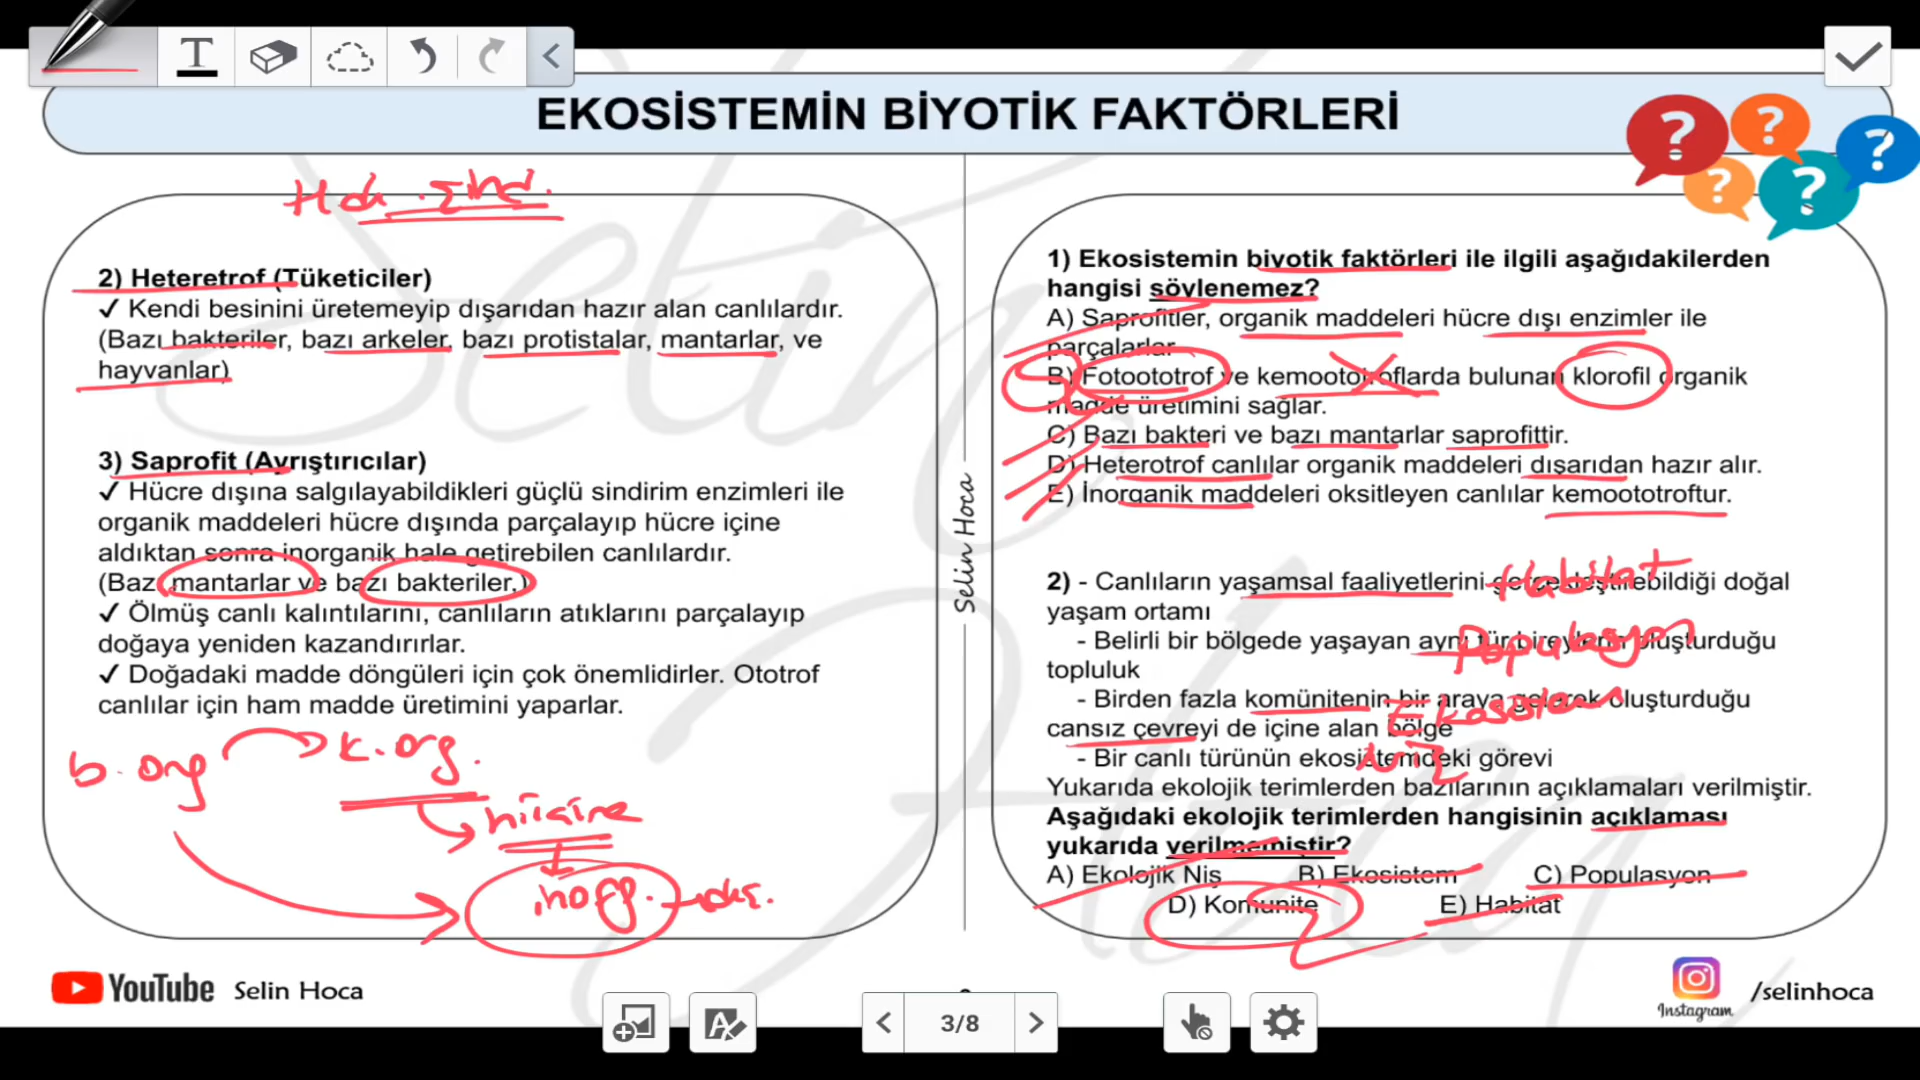 EKOSİSTEMİN BİYOTİK FAKTÖRLERİ
2) Heteretrof (Tüketiciler)
✓ Kendi besinini üretemeyip dışarıdan hazır alan canlılardır.
(Bazı bakteriler, bazı arkeler, bazı protistalar, mantarlar, ve
hayvanlar)
3) Saprofit (Ayrıştırıcılar)
✓ Hücre dışına salgılayabildikleri güçlü sindirim enzimleri ile
organik maddeleri hücre dışında parçalayıp hücre içine
aldıktan sonra inorganik hale getirebilen canlılardır.
(Bazı mantarlar ve bazı bakteriler,)
✓ Ölmüş canlı kalıntılarını, canlıların atıklarını parçalayıp
doğaya yeniden kazandırırlar.
✓ Doğadaki madde döngüleri için çok önemlidirler. Ototrof
canlılar için ham madde üretimini yaparlar.
b. org
k. org.
Selin Hoca
1) Ekosistemin biyotik faktörleri ile ilgili aşağıdakilerden
hangisi söylenemez?
A) Saprofitler, organik maddeleri hücre dışı enzimler ile
parçalarlar
B) Fotoototrof ve kemoototroflarda bulunan klorofil organik
madde üretimini sağlar.
C) Bazı bakteri ve bazı mantarlar saprofittir.
D) Heterotrof canlılar organik maddeleri dışarıdan hazır alır.
E) İnorganik maddeleri oksitleyen canlılar kemoototroftur.
2) - Canlıların yaşamsal faaliyetlerini gerçekleştirebildiği doğal
Habitat
yaşam ortamı
- Belirli bir bölgede yaşayan aynı tür bireylerin oluşturduğu
Populasyon
topluluk
- Birden fazla komünitenin bir araya gelerek oluşturduğu
Ekosistem
cansız çevreyi de içine alan bölge
- Bir canlı türünün ekosistemdeki görevi
Niş
Yukarıda ekolojik terimlerden bazılarının açıklamaları verilmiştir.
Aşağıdaki ekolojik terimlerden hangisinin açıklaması
yukarıda verilmemiştir?
A) Ekolojik Niş B) Ekosistem C) Populasyon
D) Komunite E) Habitat
YouTube Selin Hoca
Instagram /selinhoca
3/8